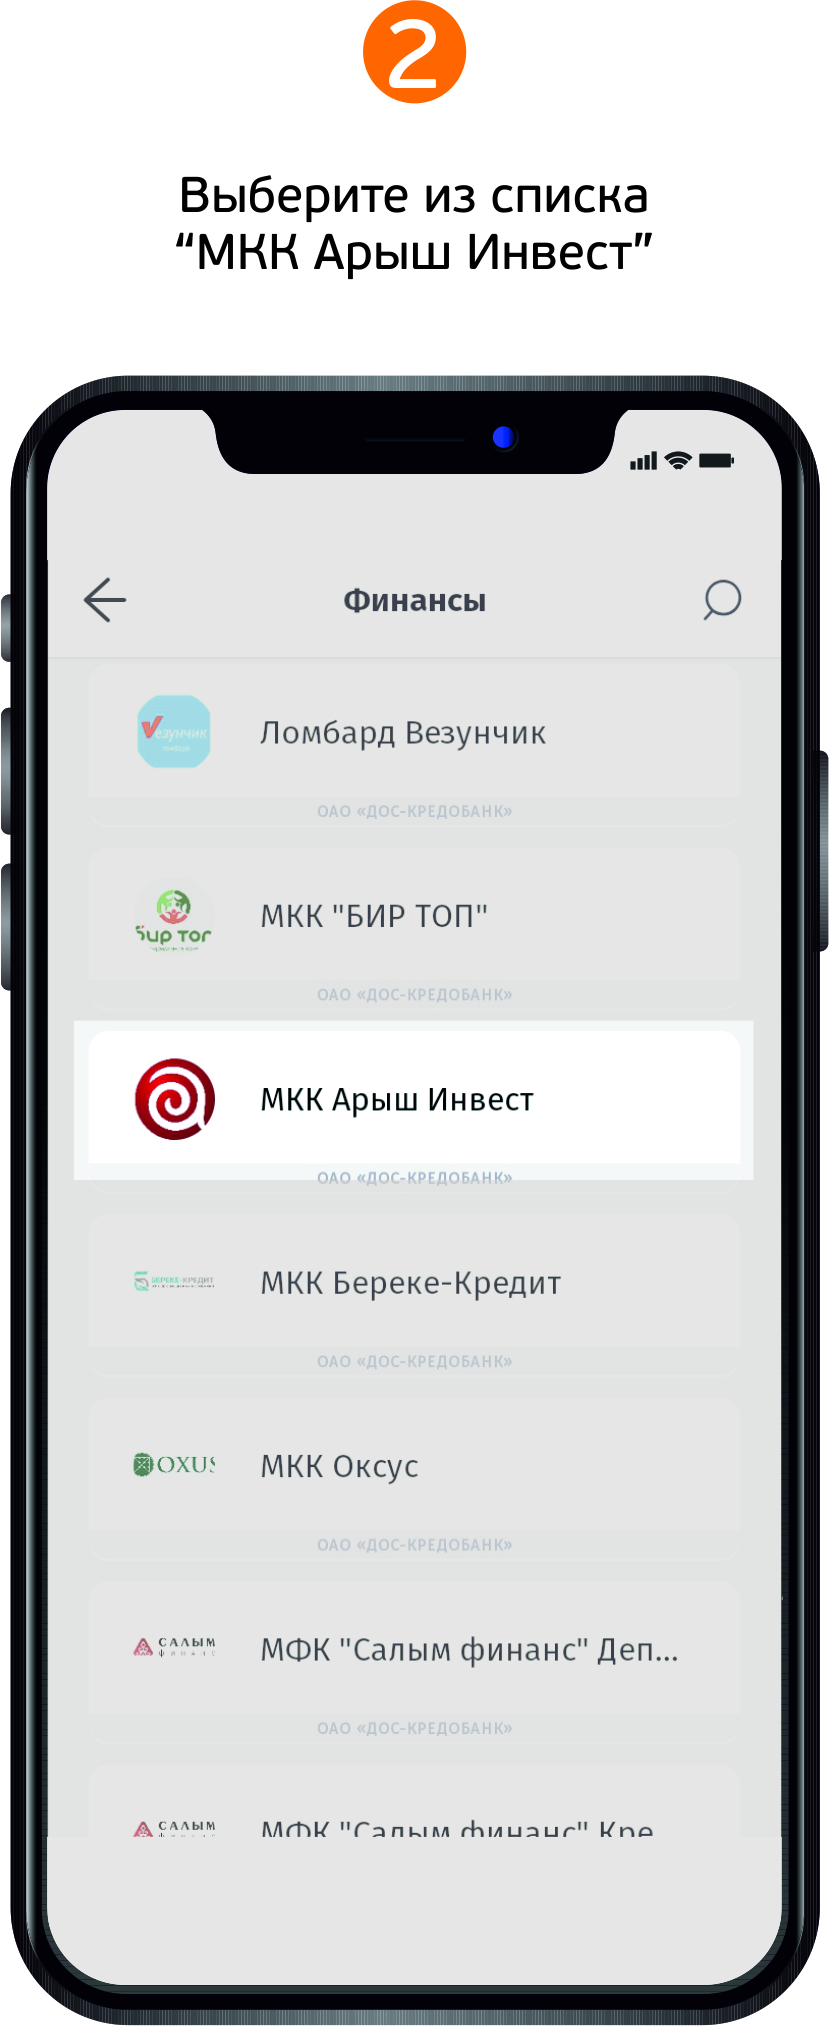 2
Выберите из списка
“МКК Арыш Инвест”
Финансы
Везунчик
Ломбард Везунчик
ОАО «ДОС-КРЕДОБАНК»
Бир Топ
МКК "БИР ТОП"
ОАО «ДОС-КРЕДОБАНК»
МКК Арыш Инвест
ОАО «ДОС-КРЕДОБАНК»
БЕРЕКЕ-КРЕДИТ
МКК Береке-Кредит
ОАО «ДОС-КРЕДОБАНК»
OXUS
МКК Оксус
ОАО «ДОС-КРЕДОБАНК»
САЛЫМ
ФИНАНС
МФК "Салым финанс" Деп...
ОАО «ДОС-КРЕДОБАНК»
САЛЫМ
МФК "Салым финанс" Кре